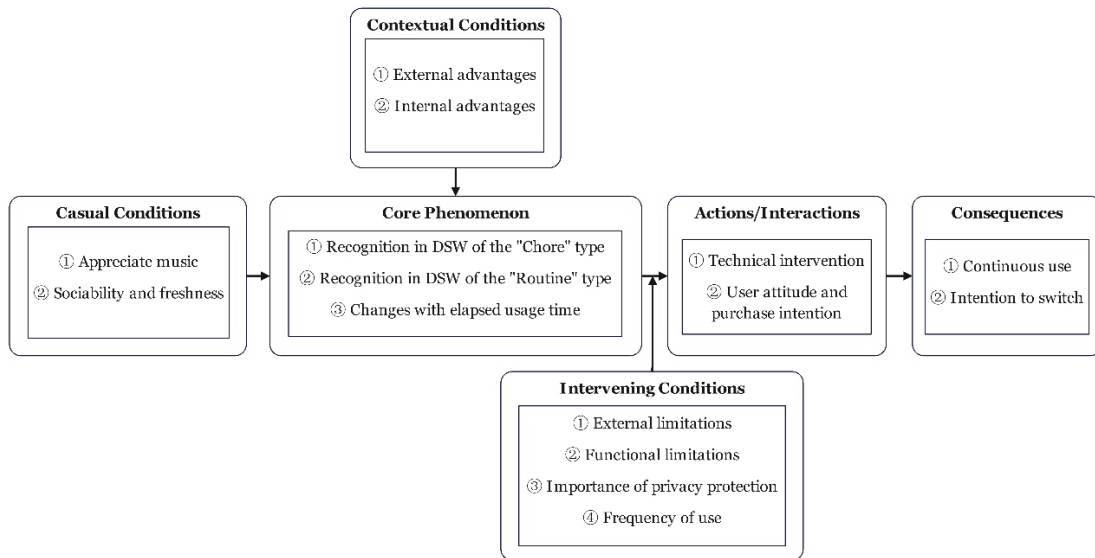 Contextual Conditions
① External advantages
② Internal advantages
Casual Conditions
① Appreciate music
② Sociability and freshness
Core Phenomenon
① Recognition in DSW of the "Chore" type
② Recognition in DSW of the "Routine" type
③ Changes with elapsed usage time
Actions/Interactions
① Technical intervention
② User attitude and
purchase intention
Consequences
① Continuous use
② Intention to switch
Intervening Conditions
① External limitations
② Functional limitations
③ Importance of privacy protection
④ Frequency of use